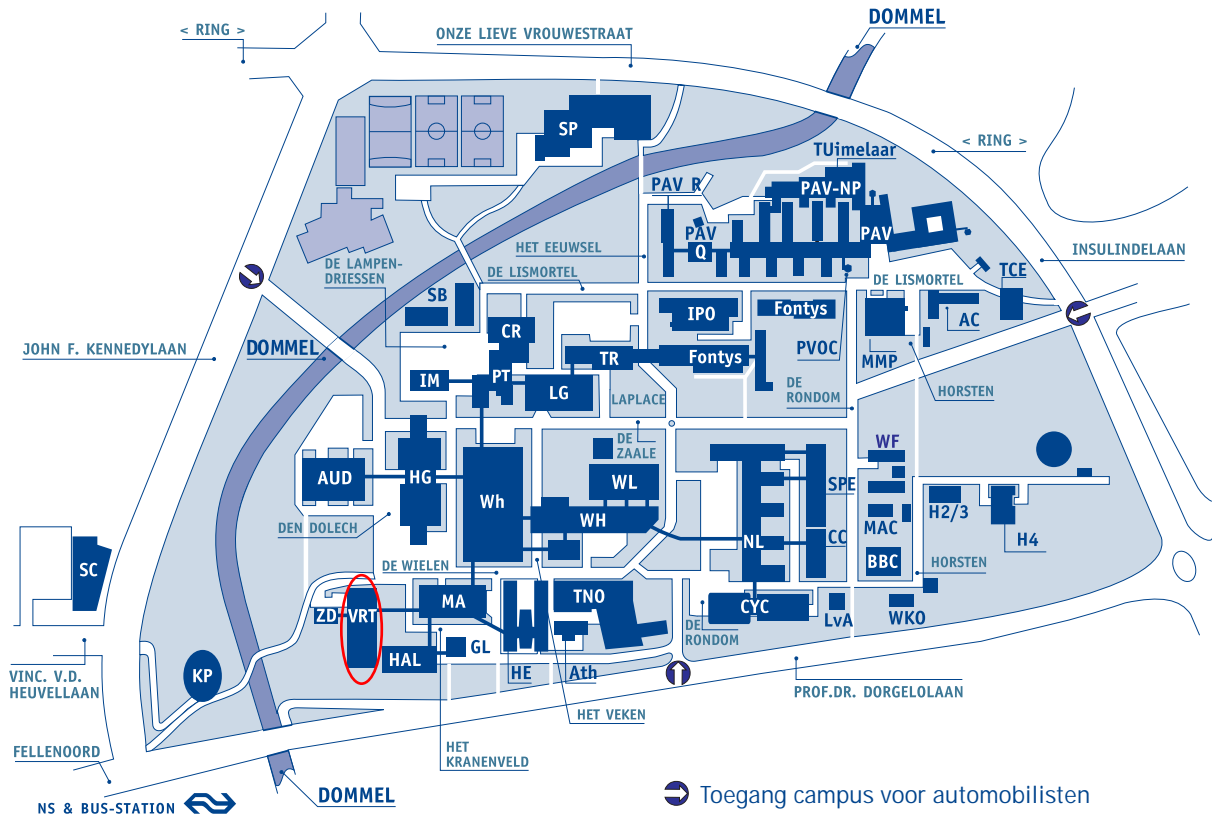 < RING >
ONZE LIEVE VROUWESTRAAT
DOMMEL
< RING >
SP
TUimelaar
PAV R
PAV-NP
PAV
Q
PAV
HET EEUWSEL
DE LISMORTEL
INSULINDELAAN
DE LAMPEN-
DRIESSEN
DE LISMORTEL
TCE
SB
CR
IPO
Fontys
AC
JOHN F. KENNEDYLAAN
DOMMEL
PVOC
MMP
TR
Fontys
IM
PT
LG
LAPLACE
DE
RONDOM
HORSTEN
DE
ZAALE
WF
AUD
HG
Wh
WL
SPE
WH
MAC
H2/3
H4
DEN DOLECH
NL
CC
BBC
HORSTEN
SC
DE WIELEN
ZD
VRT
MA
TNO
CYC
LvA
WKO
DE
RONDOM
HAL
GL
HE
Ath
KP
VINC. V.D.
HEUVELLAAN
PROF.DR. DORGELOLAAN
HET VEKEN
FELLENOORD
HET
KRANENVELD
DOMMEL
NS & BUS-STATION
Toegang campus voor automobilisten